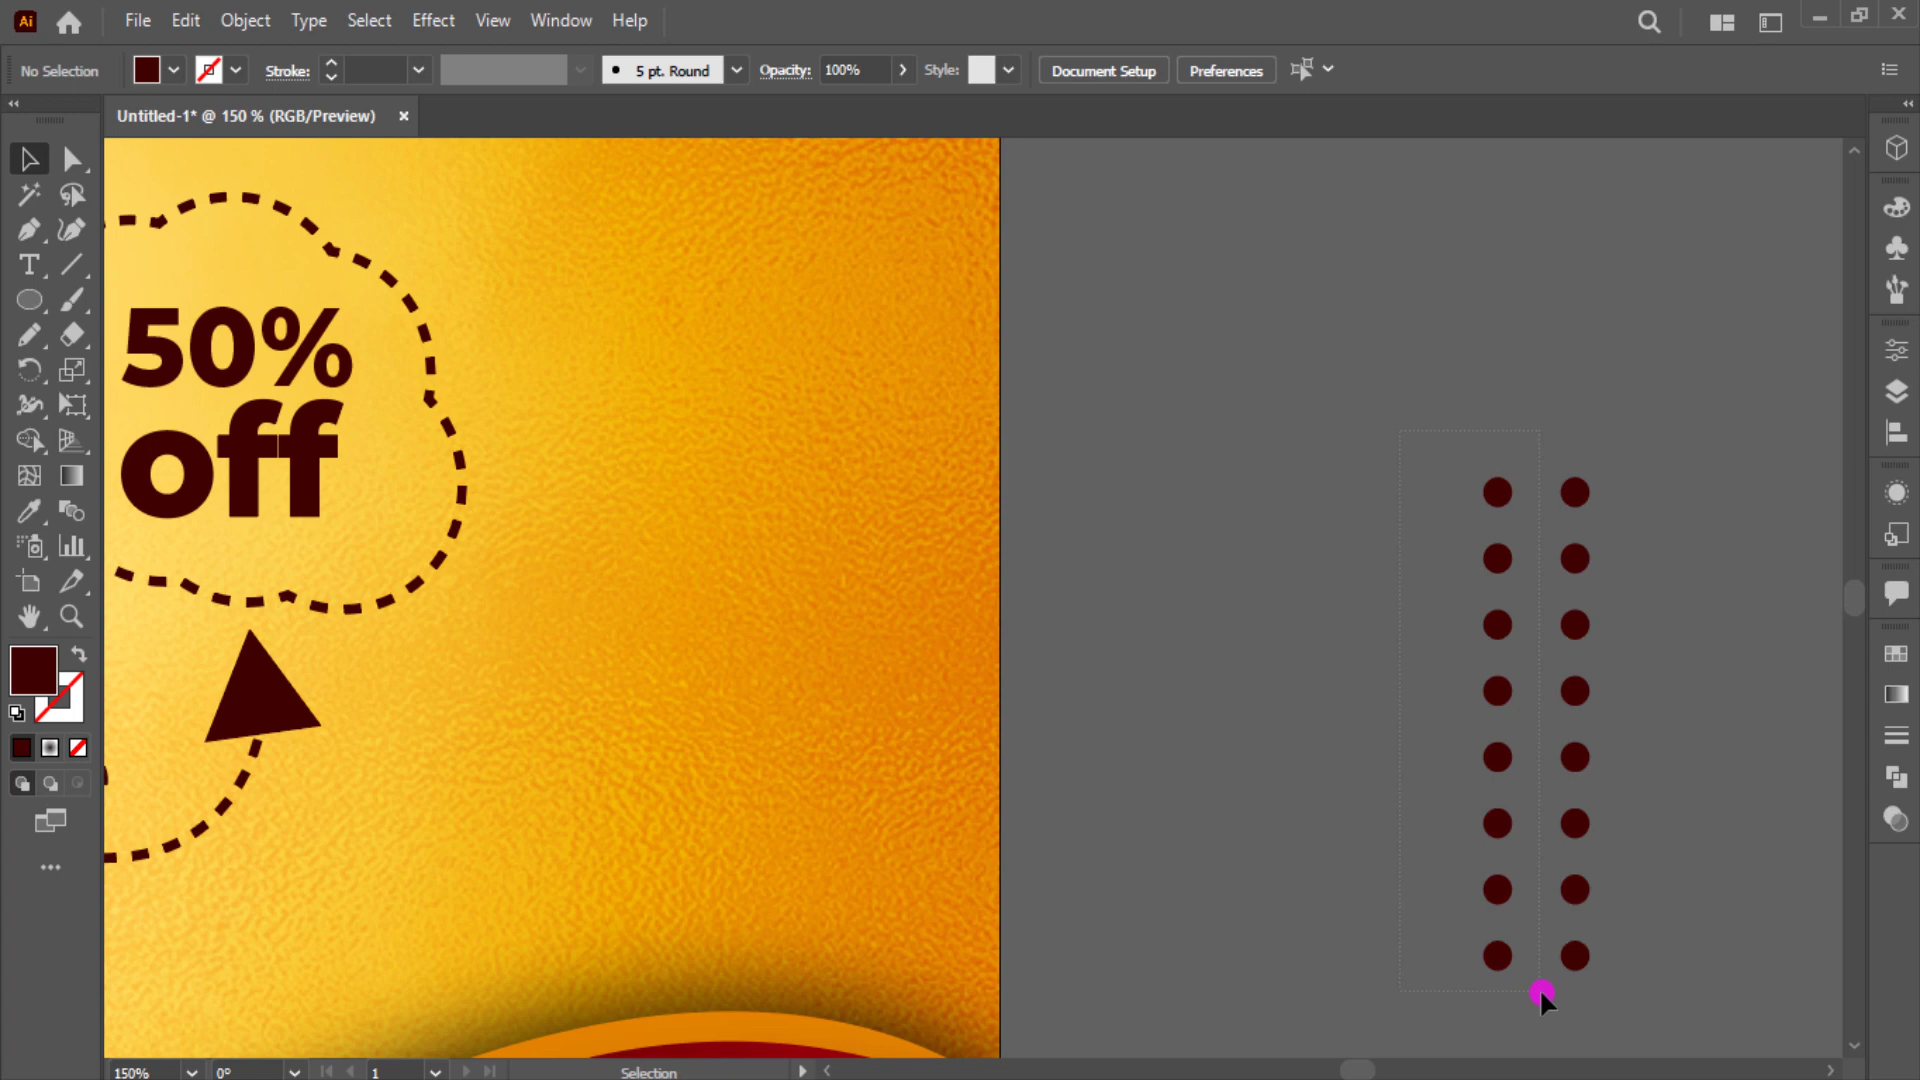 Ai File Edit Object Type Select Effect View Window Help
No Selection Stroke: 5 pt. Round Opacity: 100% Style: Document Setup Preferences
Untitled-1* @ 150 % (RGB/Preview)
50%
off
150% 0° 1 Selection